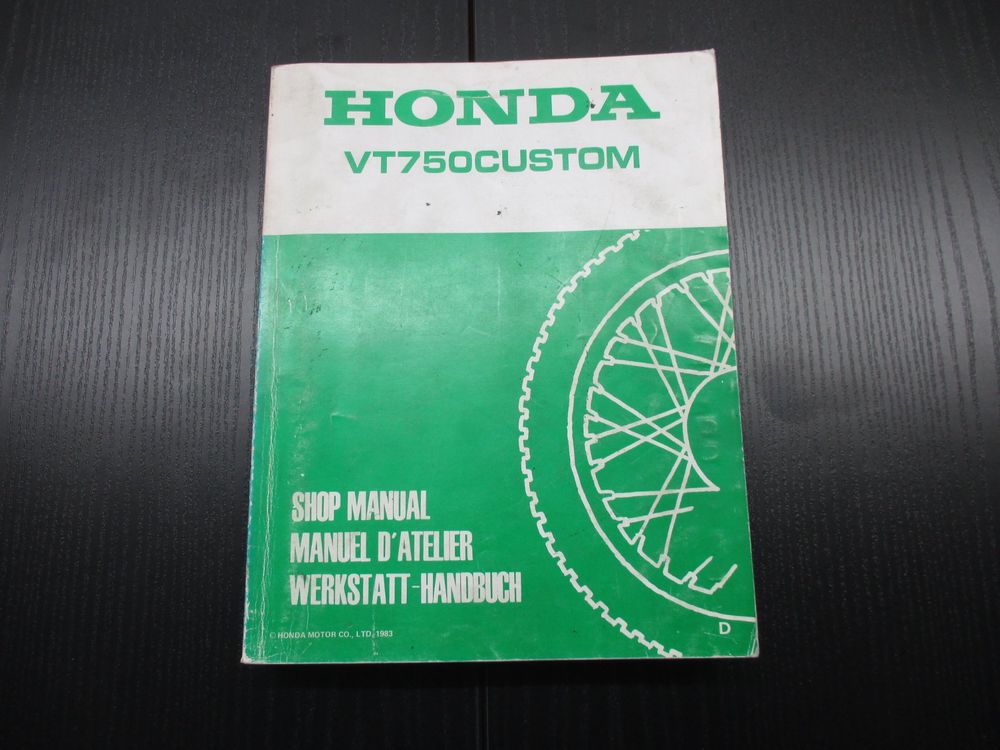 HONDA
VT750CUSTOM
SHOP MANUAL
MANUEL D'ATELIER
WERKSTATT-HANDBUCH
© HONDA MOTOR CO., LTD. 1983
D